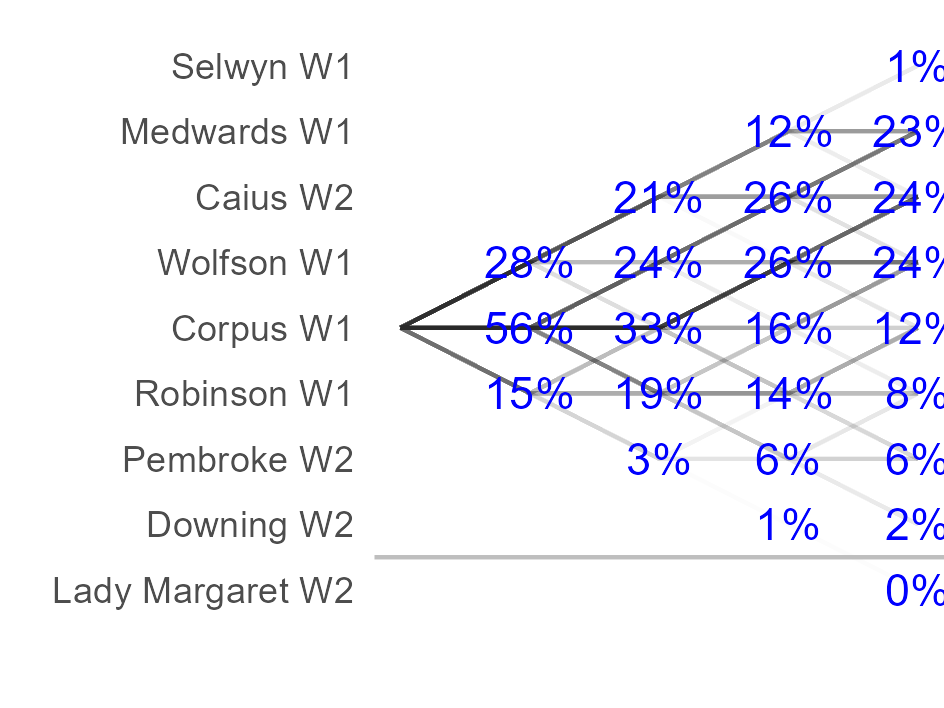 Selwyn W1 1%
Medwards W1 12% 23%
Caius W2 21% 26% 24%
Wolfson W1 28% 24% 26% 24%
Corpus W1 56% 33% 16% 12%
Robinson W1 15% 19% 14% 8%
Pembroke W2 3% 6% 6%
Downing W2 1% 2%
Lady Margaret W2 0%